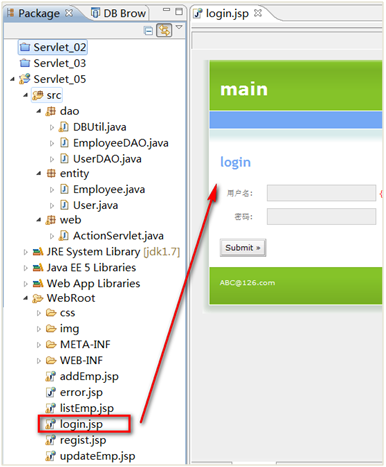 Package
DB Brow
Servlet_02
Servlet_03
Servlet_05
src
dao
DBUtil.java
EmployeeDAO.java
UserDAO.java
entity
Employee.java
User.java
web
ActionServlet.java
JRE System Library [jdk1.7]
Java EE 5 Libraries
Web App Libraries
WebRoot
css
img
META-INF
WEB-INF
addEmp.jsp
error.jsp
listEmp.jsp
login.jsp
regist.jsp
updateEmp.jsp
login.jsp
main
login
用户名:
密码:
Submit »
ABC@126.com